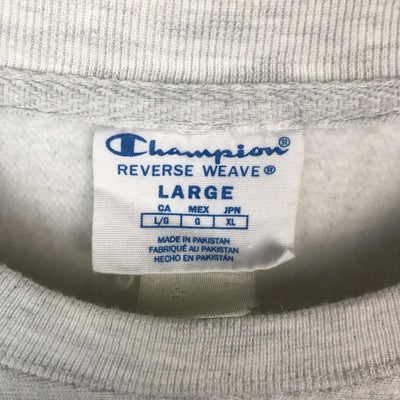 Champion®
REVERSE WEAVE®
LARGE
CA MEX JPN
L/G G XL
MADE IN PAKISTAN
FABRIQUÉ AU PAKISTAN
HECHO EN PAKISTÁN